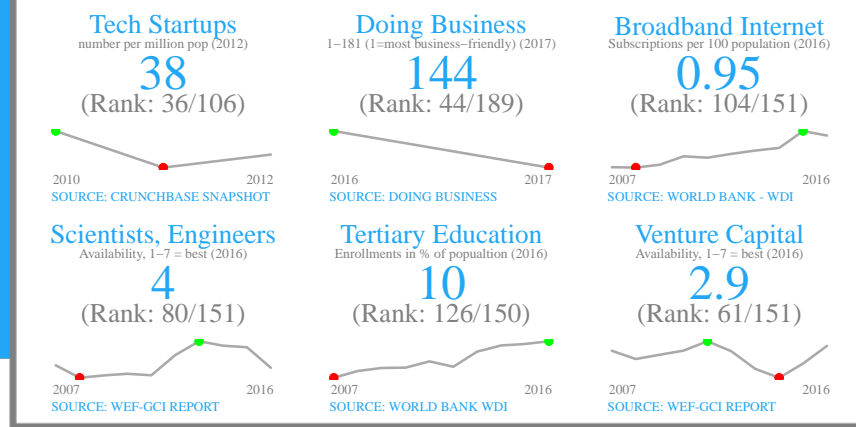 Tech Startups
number per million pop (2012)
38
(Rank: 36/106)
2010 2012
SOURCE: CRUNCHBASE SNAPSHOT
Doing Business
1−181 (1=most business−friendly) (2017)
144
(Rank: 44/189)
2016 2017
SOURCE: DOING BUSINESS
Broadband Internet
Subscriptions per 100 population (2016)
0.95
(Rank: 104/151)
2007 2016
SOURCE: WORLD BANK - WDI
Scientists, Engineers
Availability, 1−7 = best (2016)
4
(Rank: 80/151)
2007 2016
SOURCE: WEF-GCI REPORT
Tertiary Education
Enrollments in % of popualtion (2016)
10
(Rank: 126/150)
2007 2016
SOURCE: WORLD BANK WDI
Venture Capital
Availability, 1−7 = best (2016)
2.9
(Rank: 61/151)
2007 2016
SOURCE: WEF-GCI REPORT